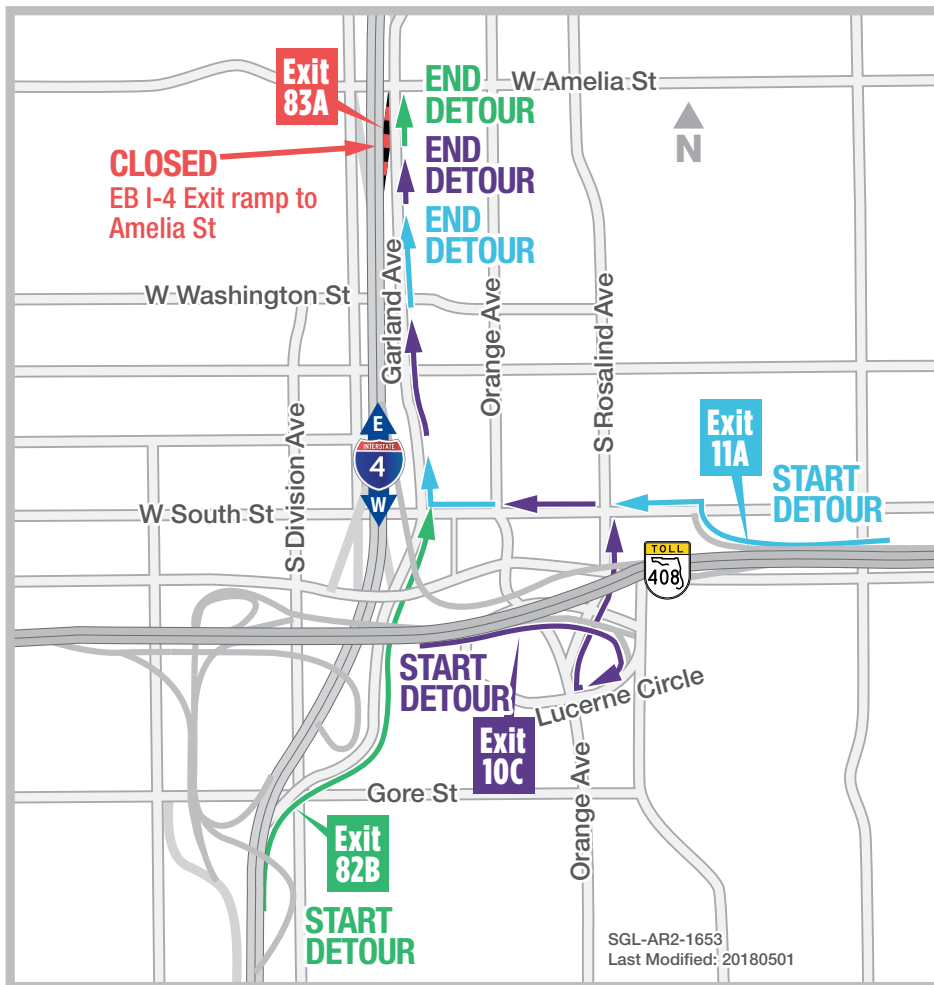 Exit
83A
END
DETOUR
W Amelia St
N
END
DETOUR
CLOSED
EB I-4 Exit ramp to
Amelia St
END
DETOUR
W Washington St
Garland Ave
Orange Ave
S Rosalind Ave
S Division Ave
E
INTERSTATE
4
W
Exit
11A
START
DETOUR
W South St
TOLL
408
START
DETOUR
Lucerne Circle
Exit
10C
Orange Ave
Gore St
Exit
82B
START
DETOUR
SGL-AR2-1653
Last Modified: 20180501